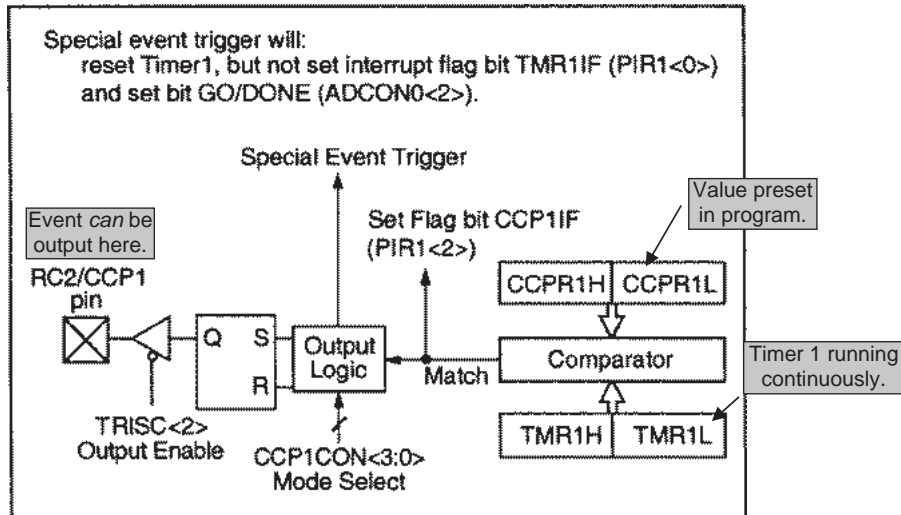 Special event trigger will:
reset Timer1, but not set interrupt flag bit TMR1IF (PIR1<0>)
and set bit GO/DONE (ADCON0<2>).
Special Event Trigger
Value preset
in program.
Event can be
output here.
Set Flag bit CCP1IF
(PIR1<2>)
RC2/CCP1
pin
CCPR1H
CCPR1L
Q
S
R
Output
Logic
Match
Comparator
Timer 1 running
continuously.
TRISC<2>
Output Enable
CCP1CON<3:0>
Mode Select
TMR1H
TMR1L